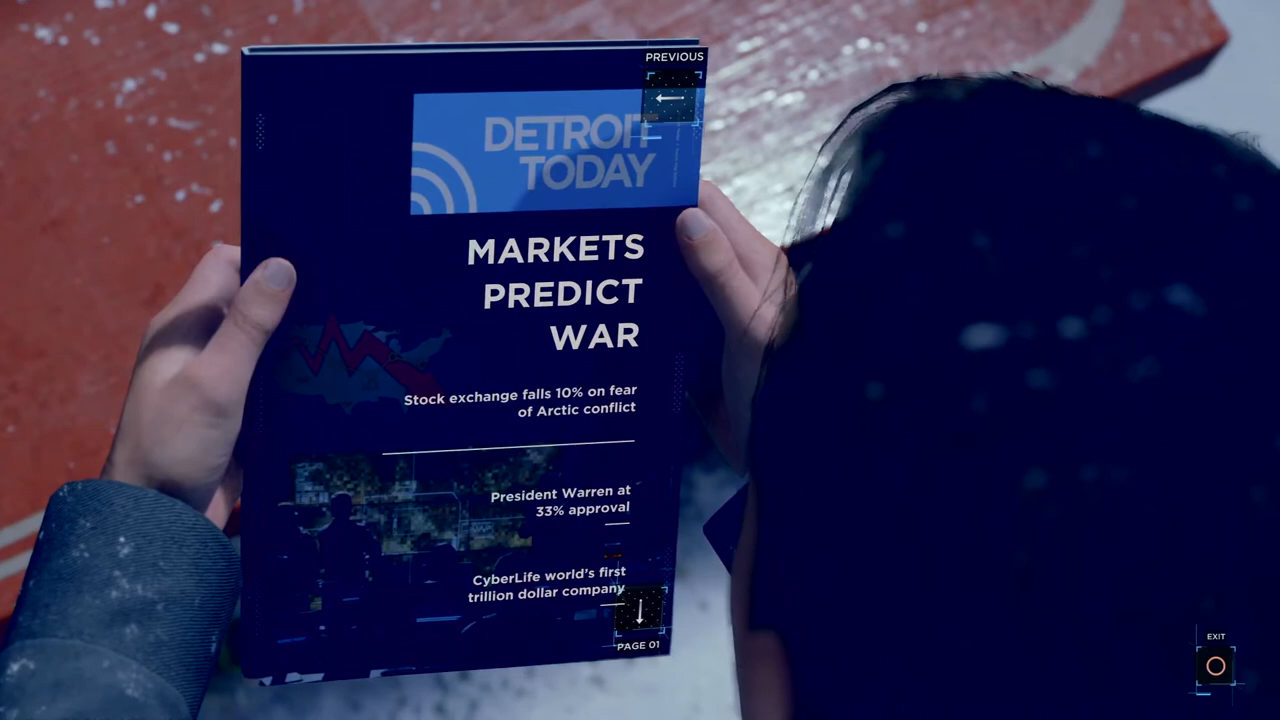 PREVIOUS
DETROIT
TODAY
MARKETS
PREDICT
WAR
Stock exchange falls 10% on fear
of Arctic conflict
President Warren at
33% approval
CyberLife world's first
trillion dollar company
PAGE 01
EXIT